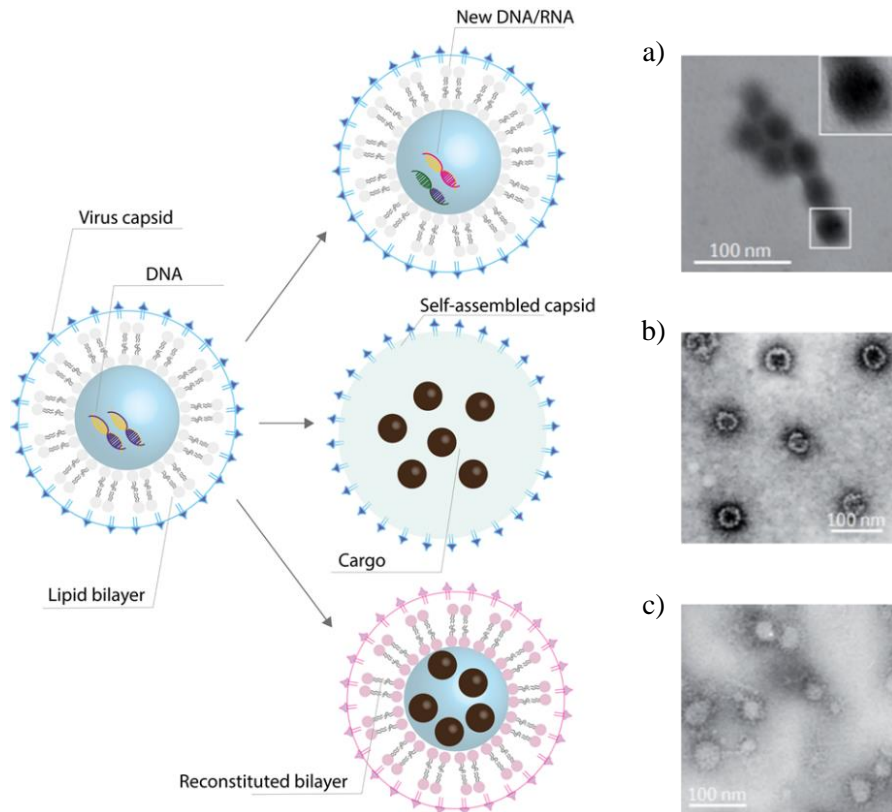 New DNA/RNA
a)
Virus capsid
100 nm
DNA
Self-assembled capsid
b)
100 nm
Cargo
Lipid bilayer
c)
Reconstituted bilayer
100 nm